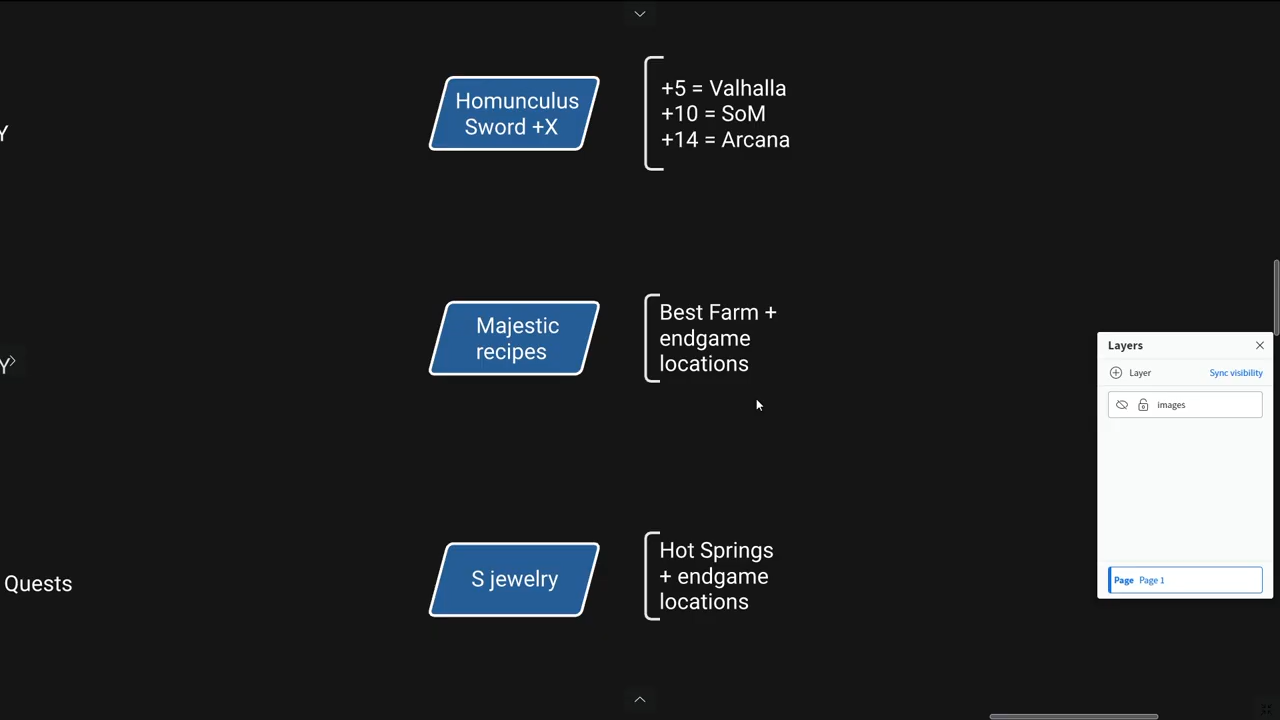 Homunculus
Sword +X
+5 = Valhalla
+10 = SoM
+14 = Arcana
Y
Majestic
recipes
Best Farm +
endgame
locations
Y
S jewelry
Hot Springs
+ endgame
locations
Quests
Layers
Layer
Sync visibility
images
Page Page 1